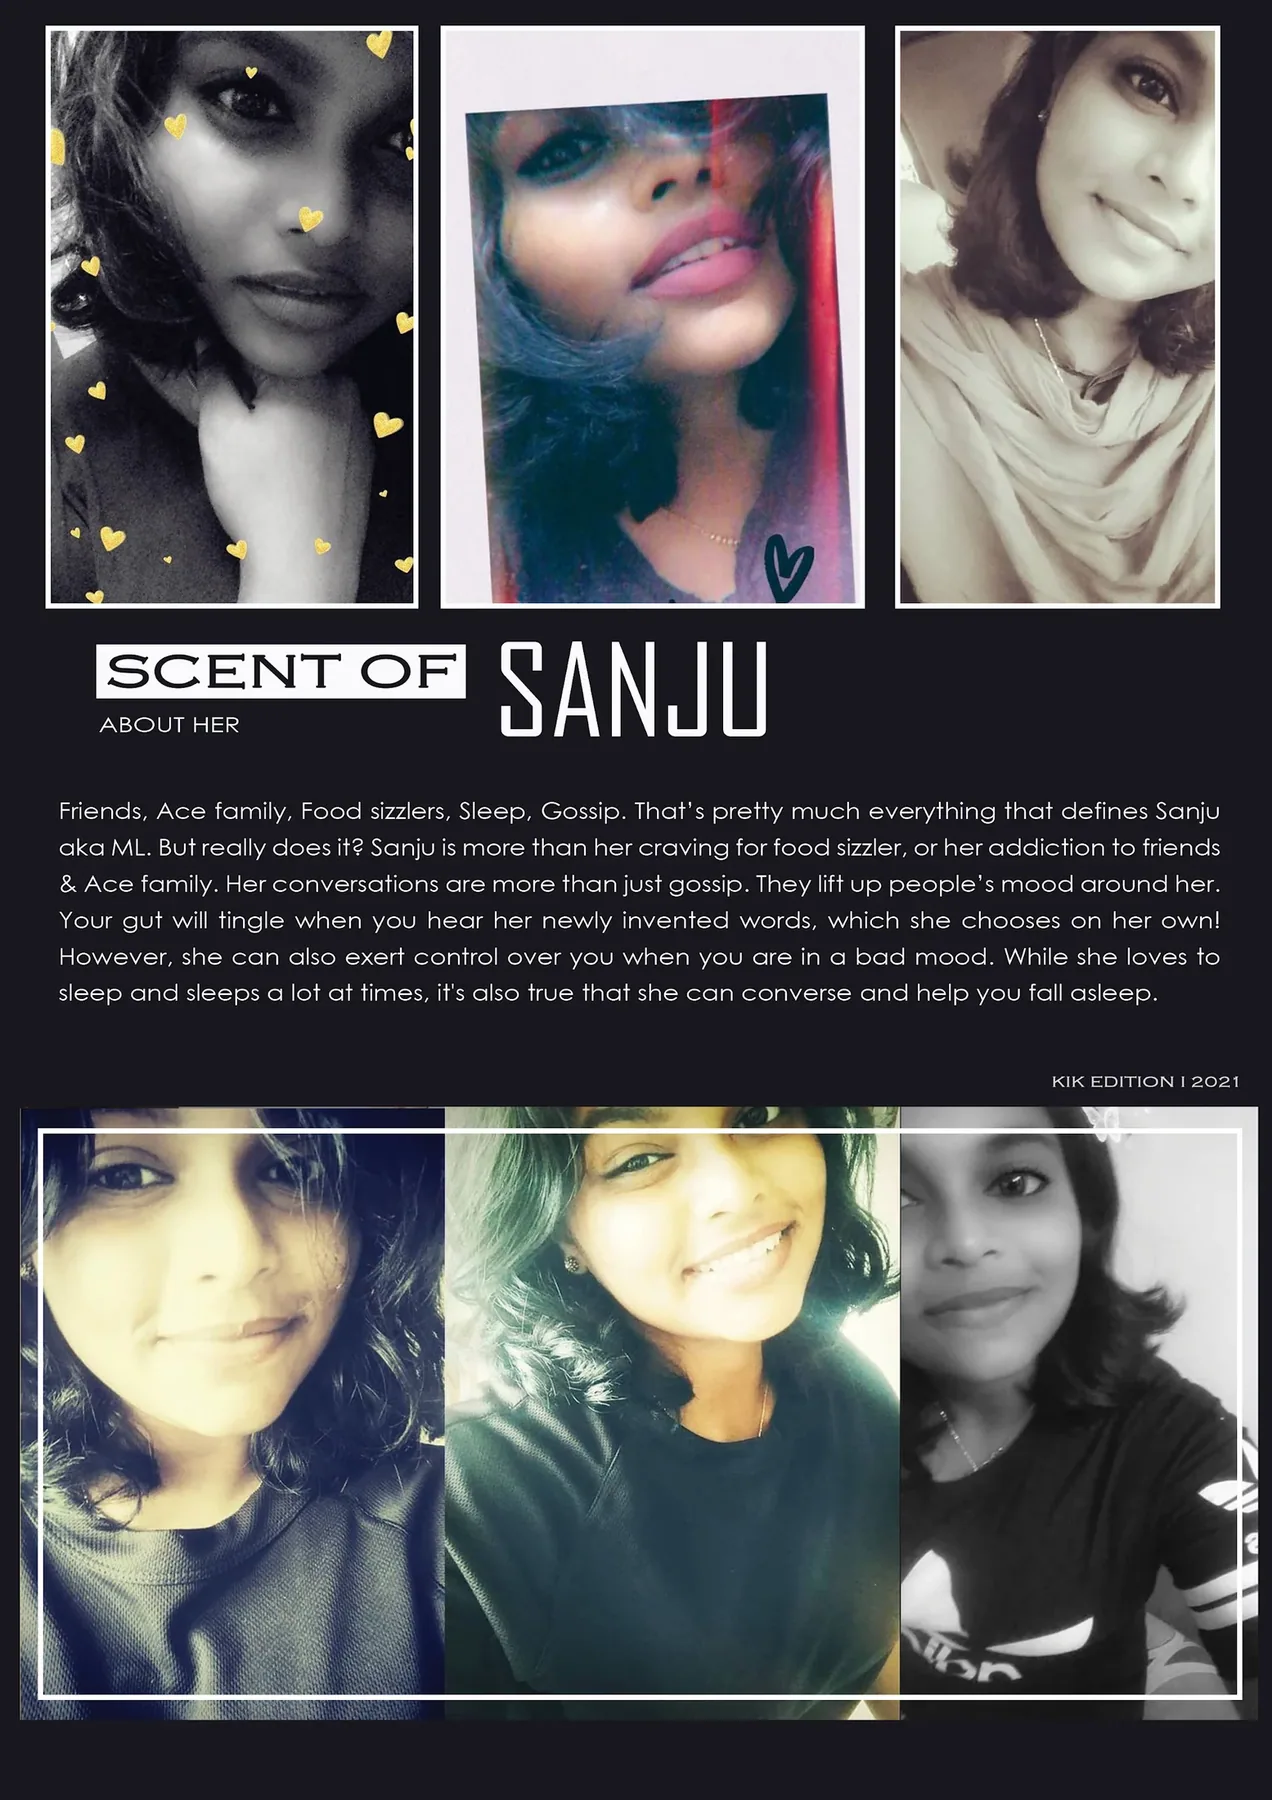 SCENT OF SANJU
ABOUT HER
Friends, Ace family, Food sizzlers, Sleep, Gossip. That’s pretty much everything that defines Sanju
aka ML. But really does it? Sanju is more than her craving for food sizzler, or her addiction to friends
& Ace family. Her conversations are more than just gossip. They lift up people’s mood around her.
Your gut will tingle when you hear her newly invented words, which she chooses on her own!
However, she can also exert control over you when you are in a bad mood. While she loves to
sleep and sleeps a lot at times, it's also true that she can converse and help you fall asleep.
KIK EDITION I 2021